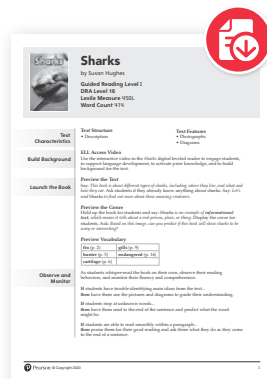 Sharks
Sharks
by Susan Hughes
Guided Reading Level I
DRA Level 16
Lexile Measure 450L
Word Count 474
Text
Characteristics
Text Structure
• Description
Text Features
• Photographs
• Diagrams
Build Background
ELL Access Video
Use the interactive video in the Sharks digital leveled reader to engage students,
to support language development, to activate prior knowledge, and to build
background for the text.
Launch the Book
Preview the Text
Say: This book is about different types of sharks, including where they live, and what and
how they eat. Ask students if they already know anything about sharks. Say: Let's
read Sharks to find out more about these amazing creatures.
Preview the Genre
Hold up the book for students and say: Sharks is an example of informational
text, which means it tells about a real person, place, or thing. Display the cover for
students. Ask: Based on this image, can you predict if this book will show sharks to be
scary or interesting?
Preview Vocabulary
fin (p. 2)
gills (p. 9)
hunter (p. 5)
endangered (p. 16)
cartilage (p. 6)
Observe and
Monitor
As students whisper-read the book on their own, observe their reading
behaviors, and monitor their fluency and comprehension.
If students have trouble identifying main ideas from the text...
then have them use the pictures and diagrams to guide their understanding.
If students stop at unknown words...
then have them read to the end of the sentence and predict what the word
might be.
If students are able to read smoothly within a paragraph...
then praise them for their good reading and ask them what they do as they come
to the end of a sentence.
Pearson © Copyright 2020
1